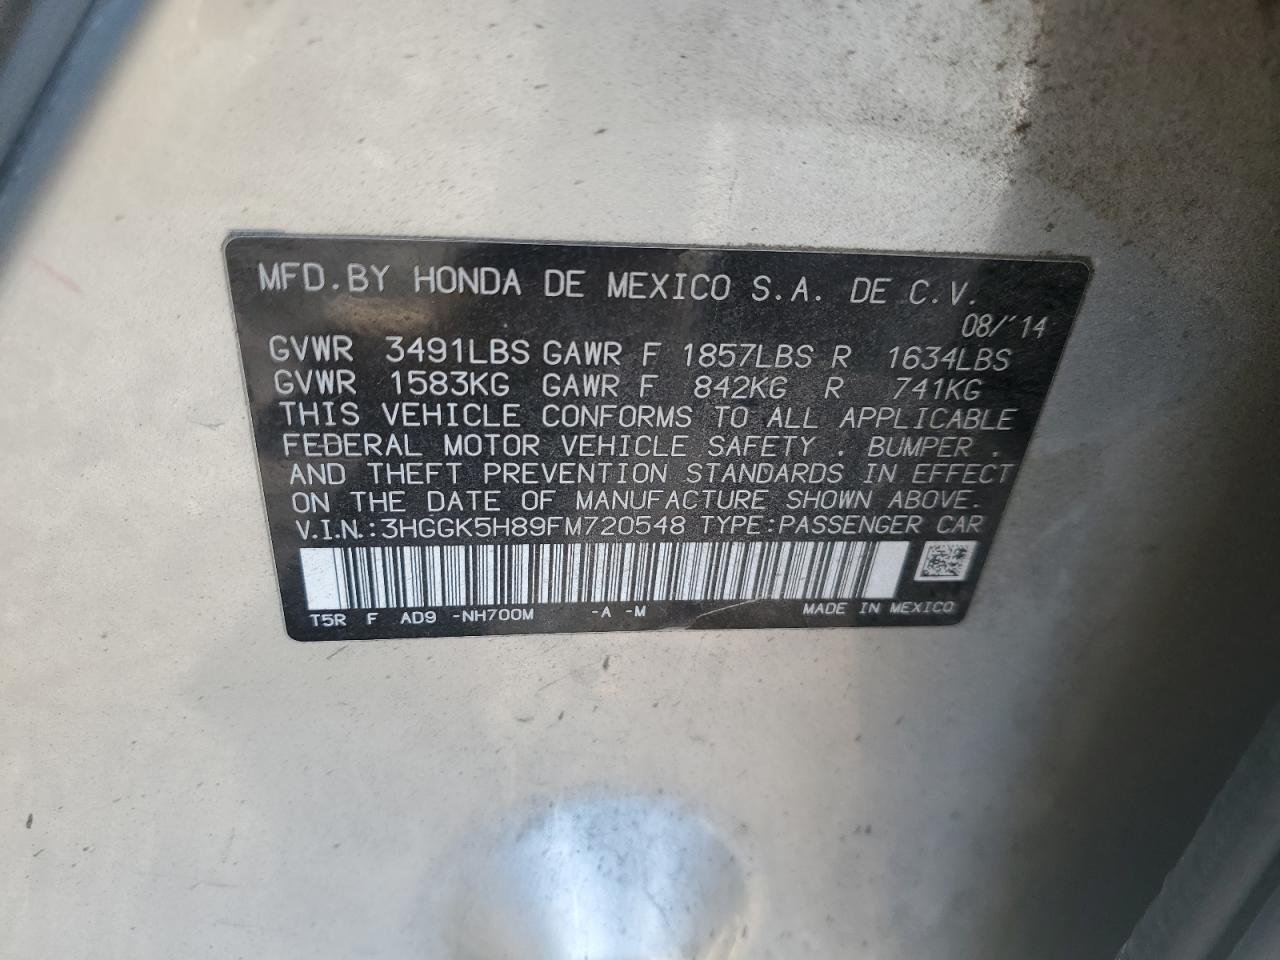 MFD.BY HONDA DE MEXICO S.A. DE C.V.
08/'14
GVWR 3491LBS GAWR F 1857LBS R 1634LBS
GVWR 1583KG GAWR F 842KG R 741KG
THIS VEHICLE CONFORMS TO ALL APPLICABLE
FEDERAL MOTOR VEHICLE SAFETY . BUMPER .
AND THEFT PREVENTION STANDARDS IN EFFECT
ON THE DATE OF MANUFACTURE SHOWN ABOVE.
V.I.N.:3HGGK5H89FM720548 TYPE:PASSENGER CAR
T5R F AD9 -NH700M -A -M MADE IN MEXICO